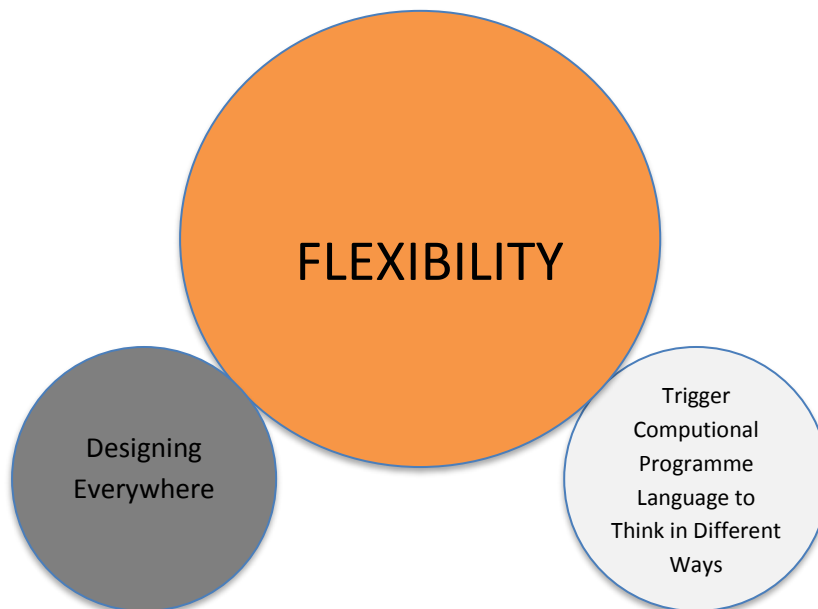 FLEXIBILITY
Designing
Everywhere
Trigger
Computional
Programme
Language to
Think in Different
Ways